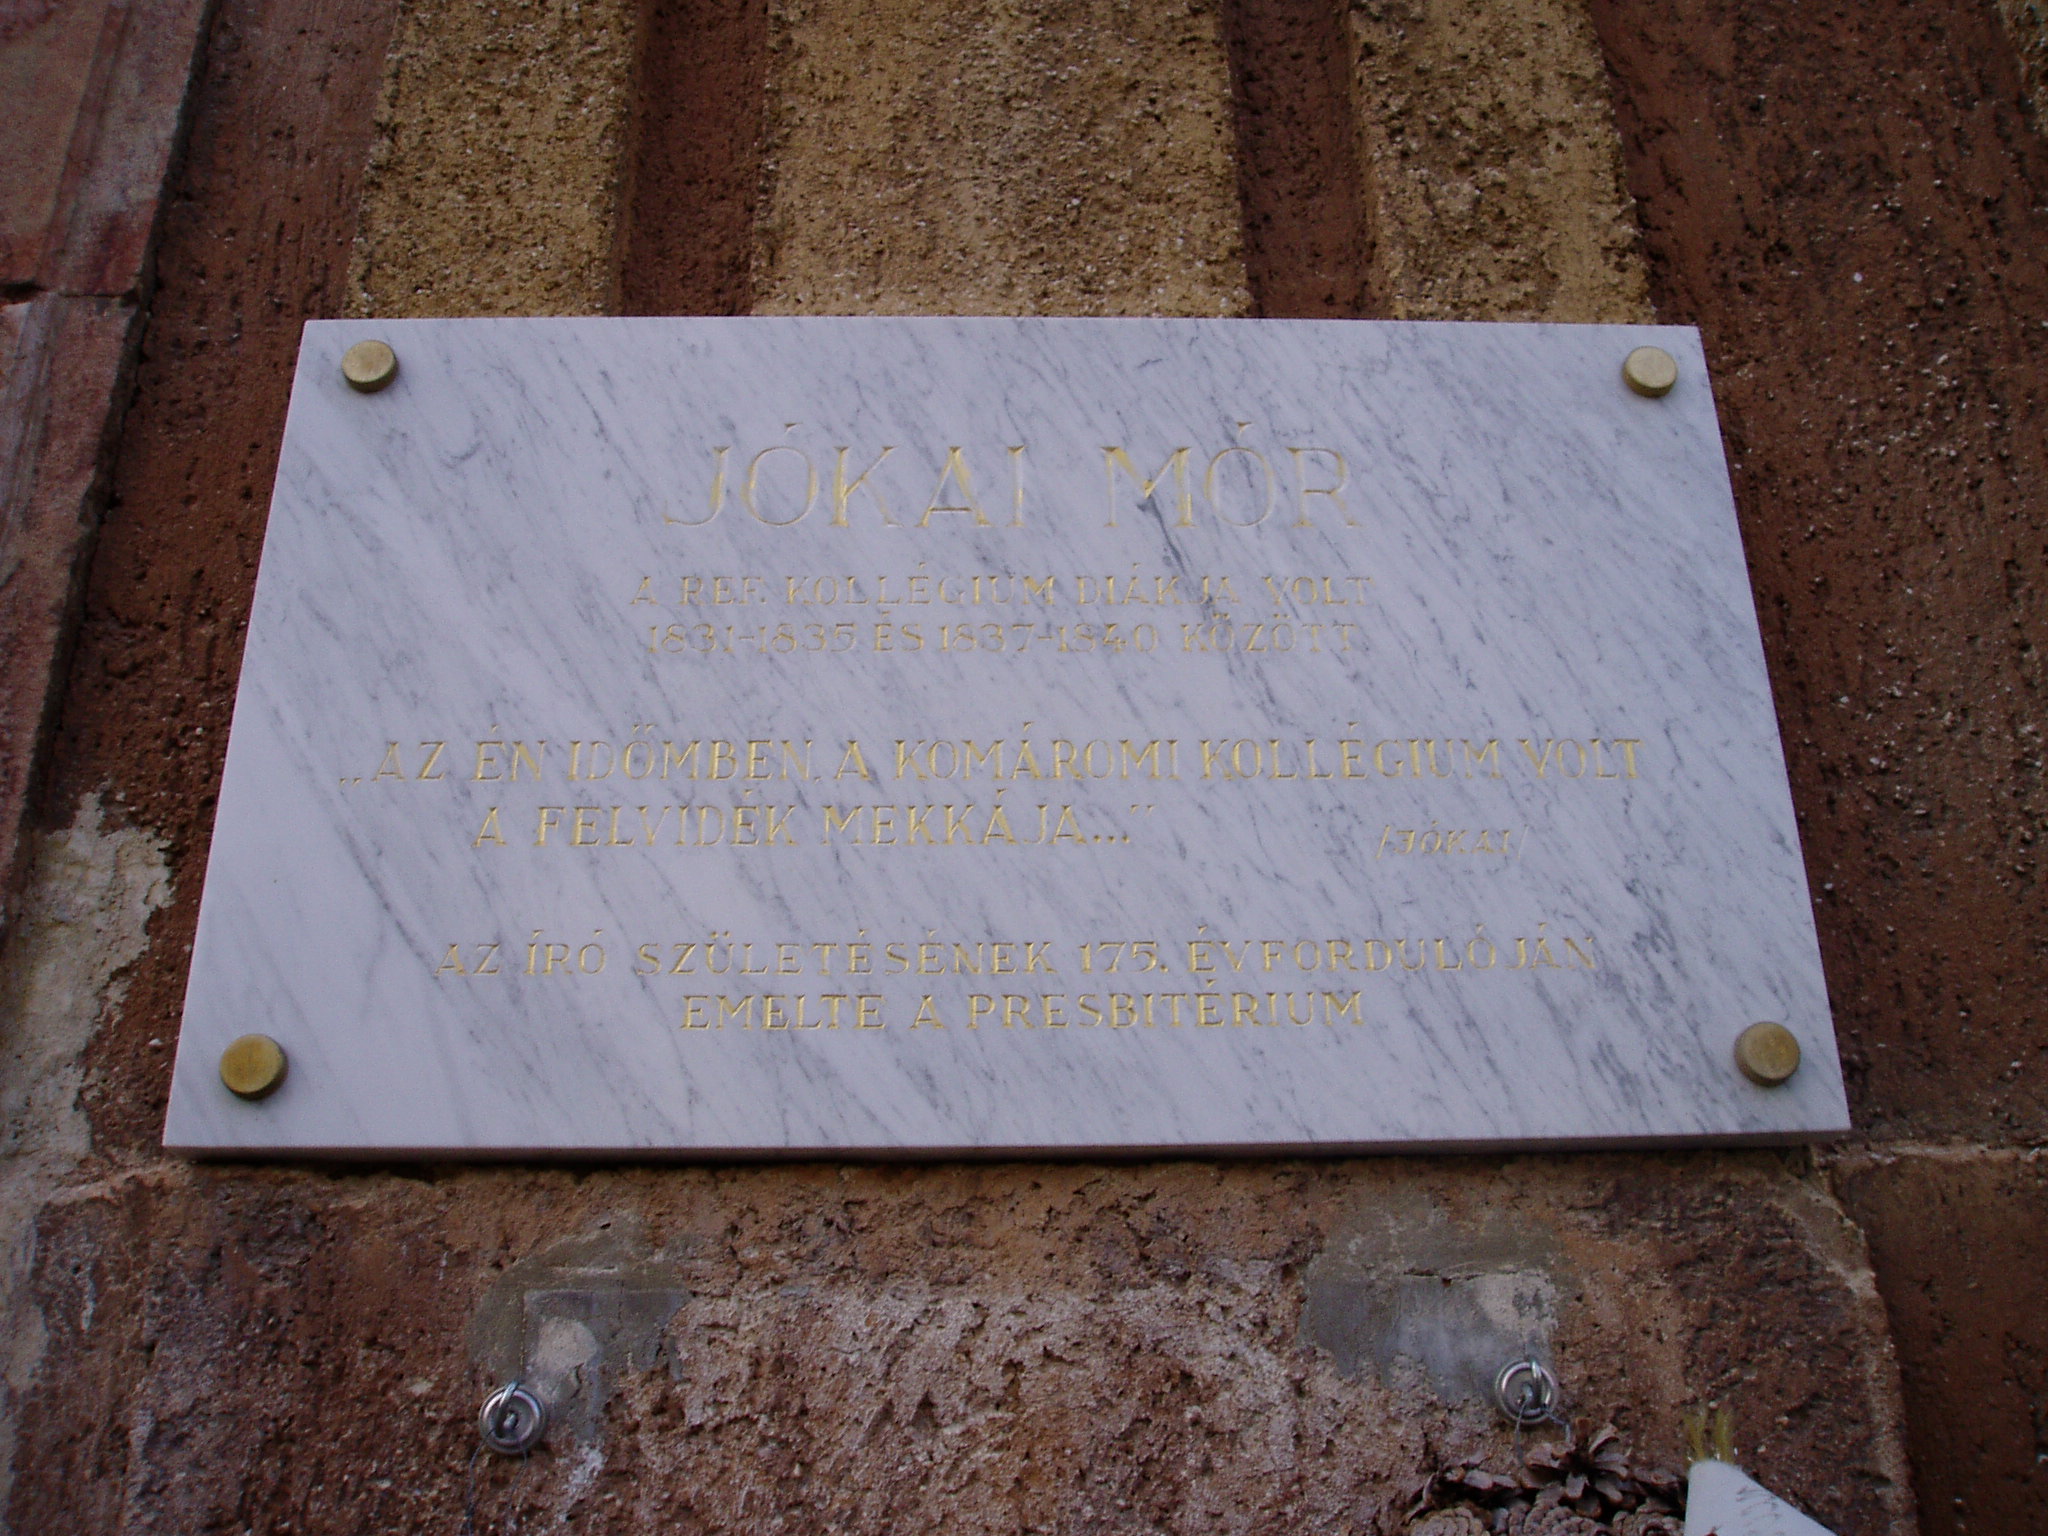 JÓKAI MÓR
A REF. KOLLÉGIUM DIÁKJA VOLT
1831-1835 ÉS 1837-1840 KÖZÖTT.
„AZ ÉN IDŐMBEN, A KOMÁROMI KOLLÉGIUM VOLT
A FELVIDÉK MEKKÁJA..."
/JÓKAI/
AZ ÍRÓ SZÜLETÉSÉNEK 175. ÉVFORDULÓJÁN
EMELTE A PRESBITÉRIUM